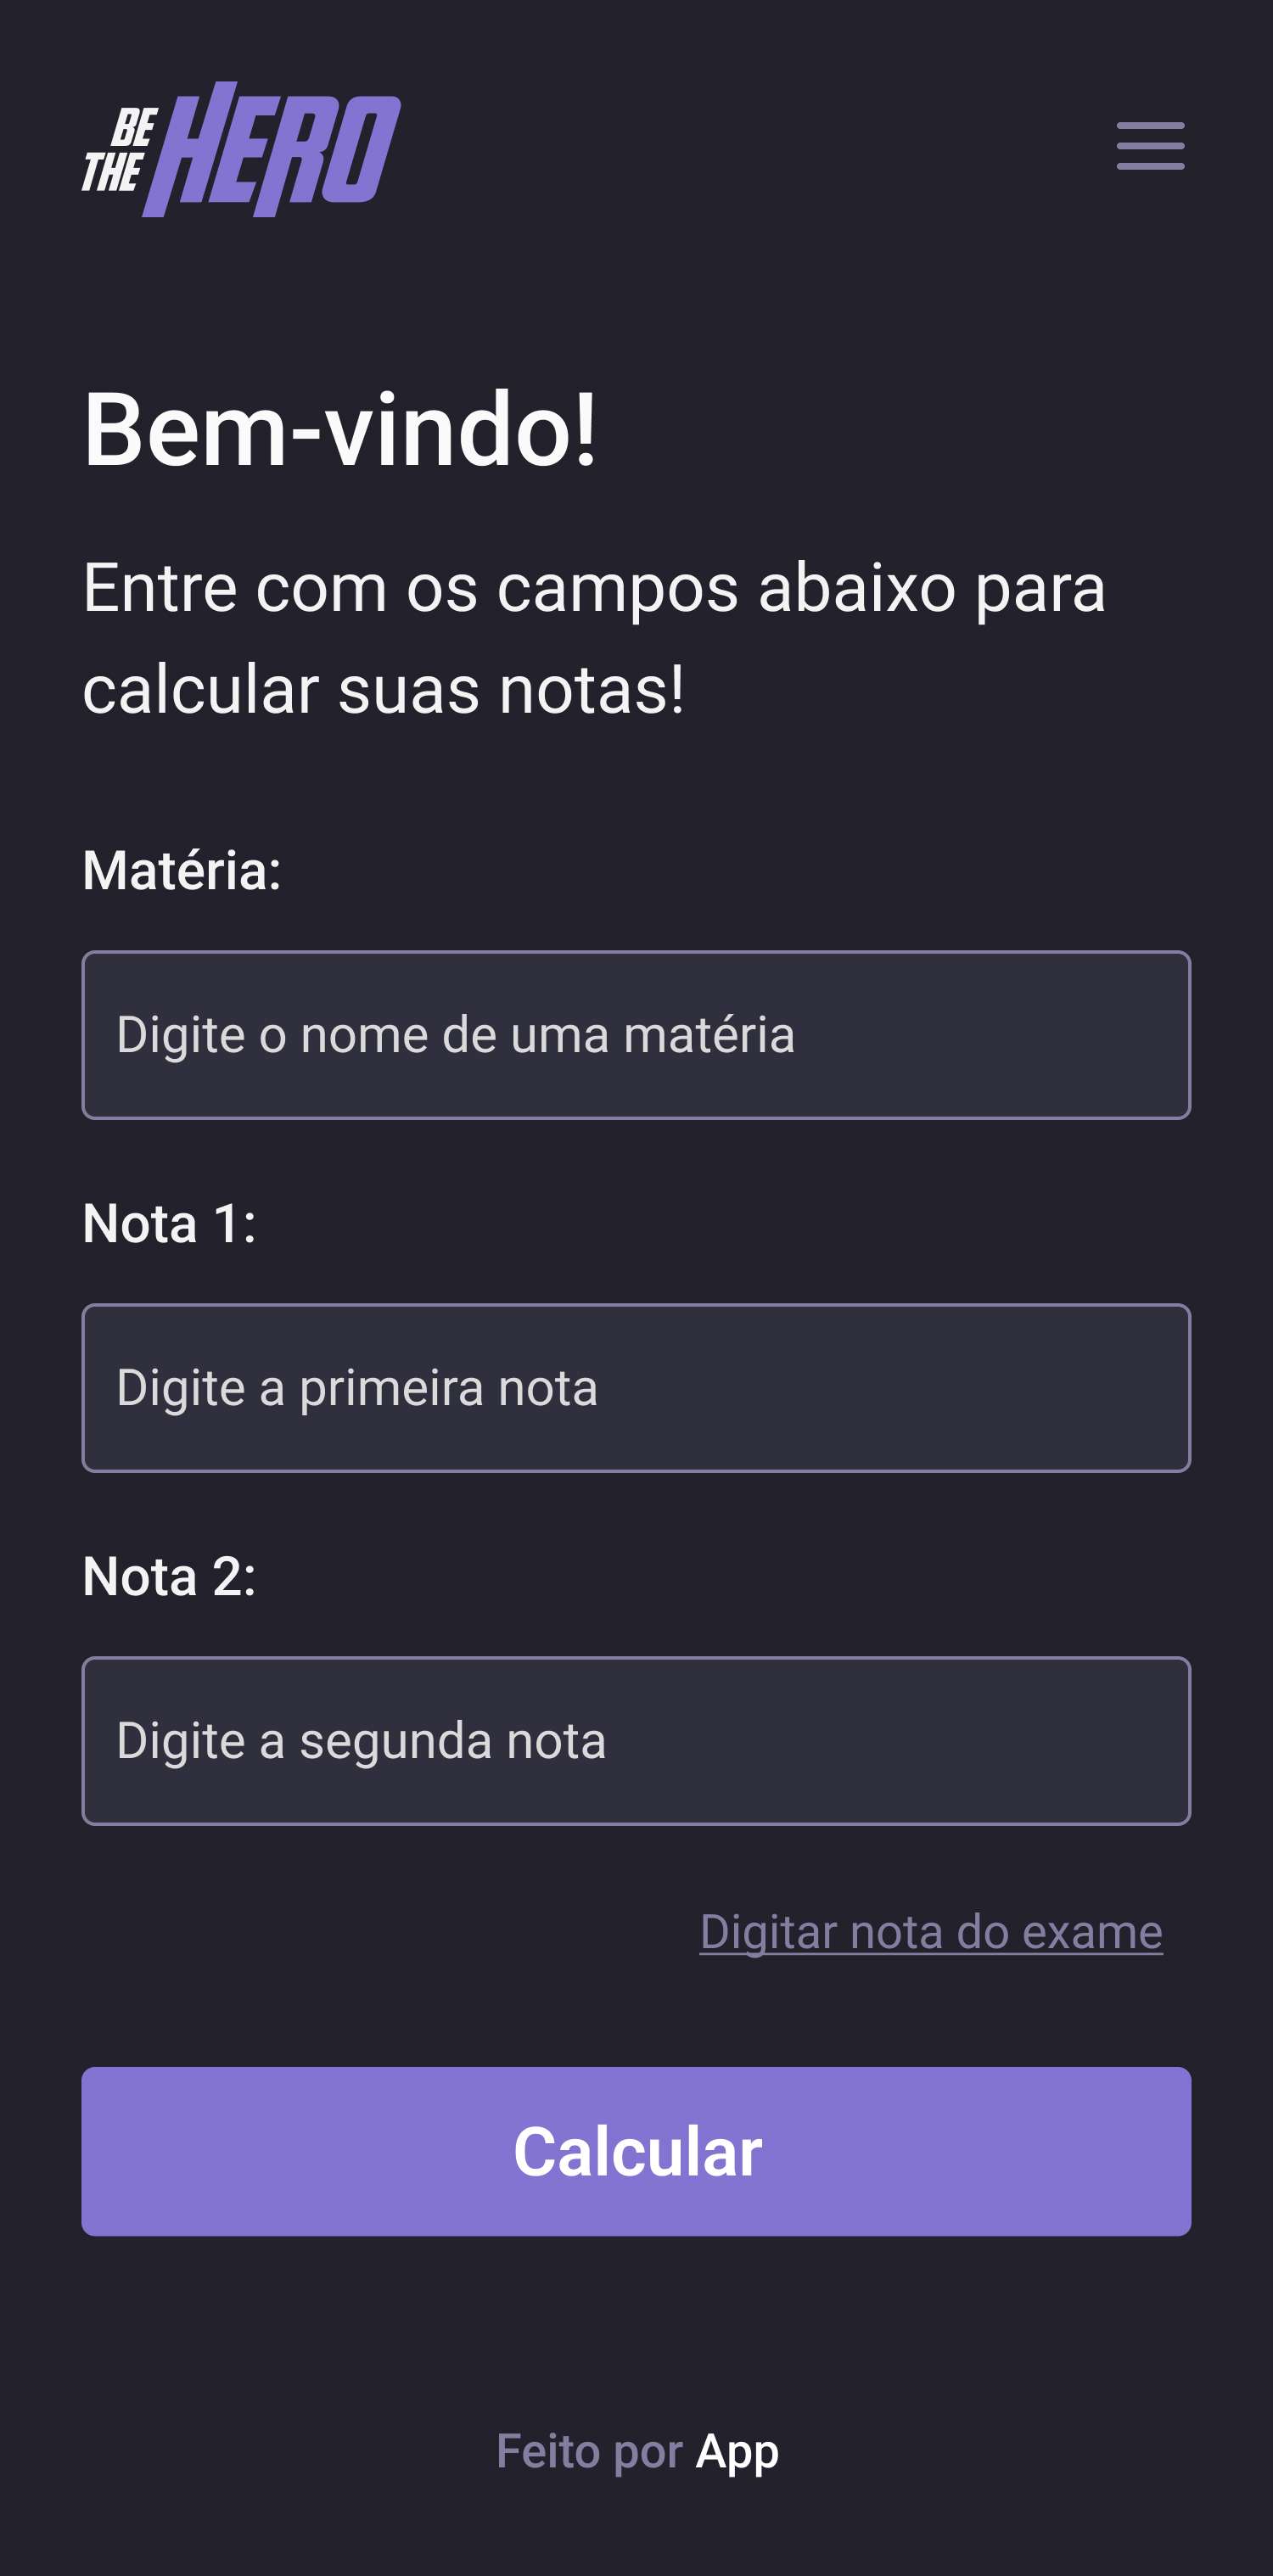 BE
THE HERO
Bem-vindo!
Entre com os campos abaixo para
calcular suas notas!
Matéria:
Digite o nome de uma matéria
Nota 1:
Digite a primeira nota
Nota 2:
Digite a segunda nota
Digitar nota do exame
Calcular
Feito por App